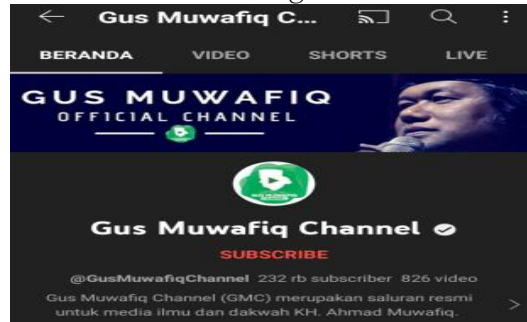 Gus Muwafiq C...
BERANDA VIDEO SHORTS LIVE
GUS MUWAFIQ
OFFICIAL CHANNEL
Gus Muwafiq Channel
SUBSCRIBE
@GusMuwafiqChannel 232 rb subscriber 826 video
Gus Muwafiq Channel (GMC) merupakan saluran resmi
untuk media ilmu dan dakwah KH. Ahmad Muwafiq.